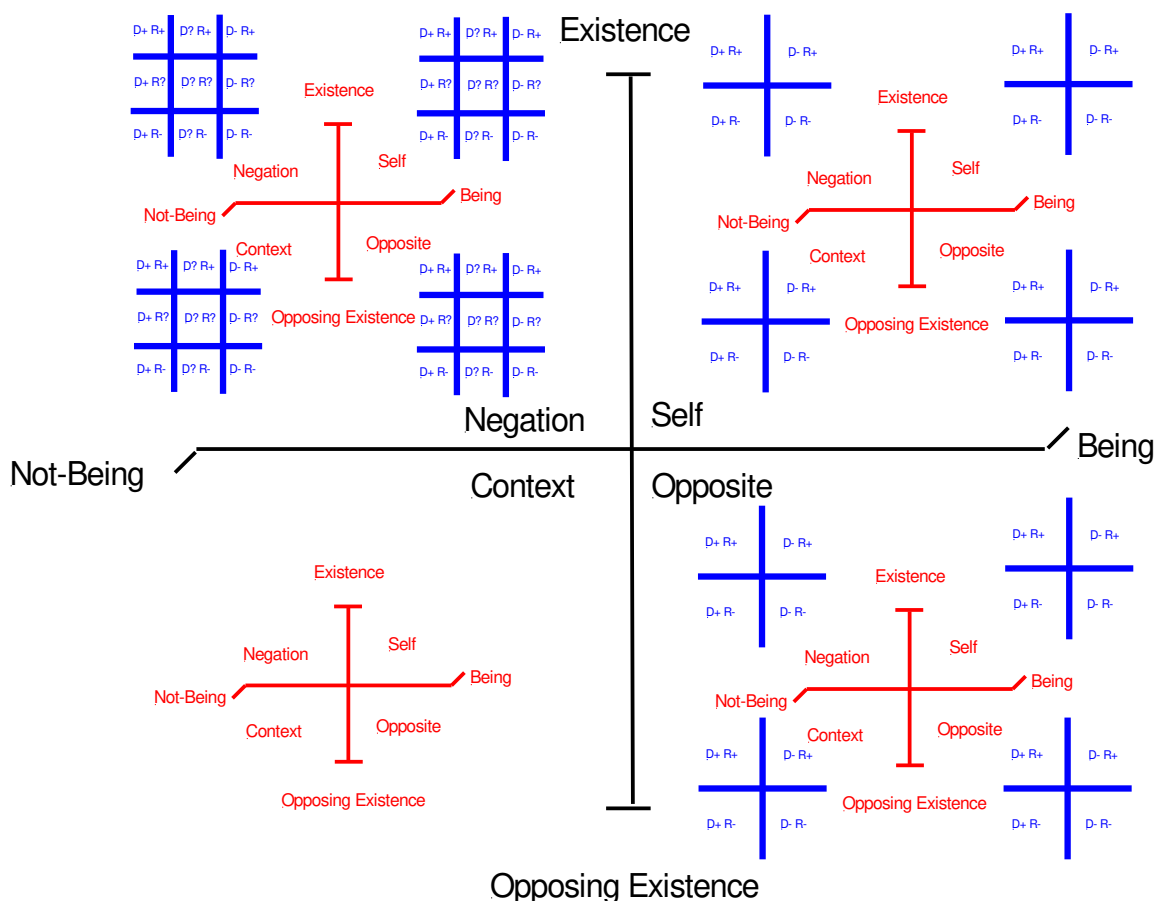 Existence
D+ R+ D? R+ D- R+
D+ R? D? R? D- R?
D+ R- D? R- D- R-
D+ R+ D? R+ D- R+
D+ R? D? R? D- R?
D+ R- D? R- D- R-
Existence
Negation
Self
Not-Being
Being
Context
Opposite
Opposing Existence
D+ R+ D? R+ D- R+
D+ R? D? R? D- R?
D+ R- D? R- D- R-
D+ R+ D? R+ D- R+
D+ R? D? R? D- R?
D+ R- D? R- D- R-
D+ R+ D- R+
D+ R- D- R-
D+ R+ D- R+
D+ R- D- R-
Existence
Negation
Self
Not-Being
Being
Context
Opposite
Opposing Existence
D+ R+ D- R+
D+ R- D- R-
D+ R+ D- R+
D+ R- D- R-
Negation
Self
Not-Being
Being
Context
Opposite
Existence
Negation
Self
Not-Being
Being
Context
Opposite
Opposing Existence
D+ R+ D- R+
D+ R- D- R-
D+ R+ D- R+
D+ R- D- R-
Existence
Negation
Self
Not-Being
Being
Context
Opposite
Opposing Existence
D+ R+ D- R+
D+ R- D- R-
D+ R+ D- R+
D+ R- D- R-
Opposing Existence